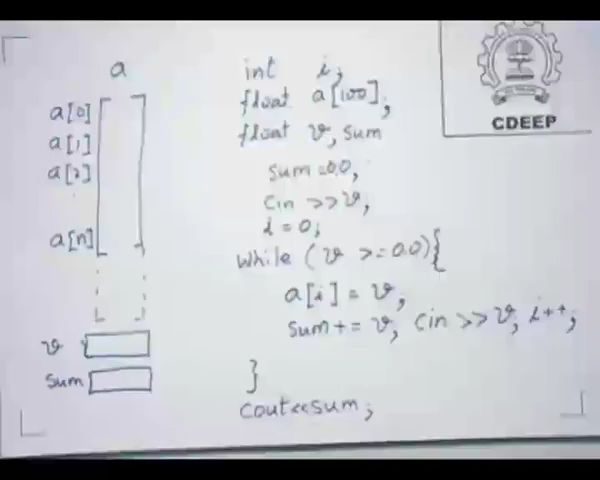 a
a[0]
a[1]
a[2]
a[n]
v
sum
int i;
float a[100];
float v, sum
sum = 0.0,
cin >> v,
i = 0;
while (v >= 0.0){
a[i] = v,
sum += v, cin >> v, i++;
}
cout<<sum;
CDEEP